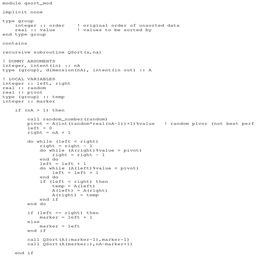 module qsort_mod
implicit none
type group
integer :: order ! original order of unsorted data
real :: value ! values to be sorted by
end type group
contains
recursive subroutine QSort(a,na)
! DUMMY ARGUMENTS
integer, intent(in) :: nA
type (group), dimension(nA), intent(in out) :: A
! LOCAL VARIABLES
integer :: left, right
real :: random
real :: pivot
type (group) :: temp
integer :: marker
if (nA > 1) then
call random_number(random)
pivot = A(int(random*real(nA-1))+1)%value ! random pivot (not best perf
left = 0
right = nA + 1
do while (left < right)
right = right - 1
do while (A(right)%value > pivot)
right = right - 1
end do
left = left + 1
do while (A(left)%value < pivot)
left = left + 1
end do
if (left < right) then
temp = A(left)
A(left) = A(right)
A(right) = temp
end if
end do
if (left == right) then
marker = left + 1
else
marker = left
end if
call QSort(A(:marker-1),marker-1)
call QSort(A(marker:),nA-marker+1)
end if